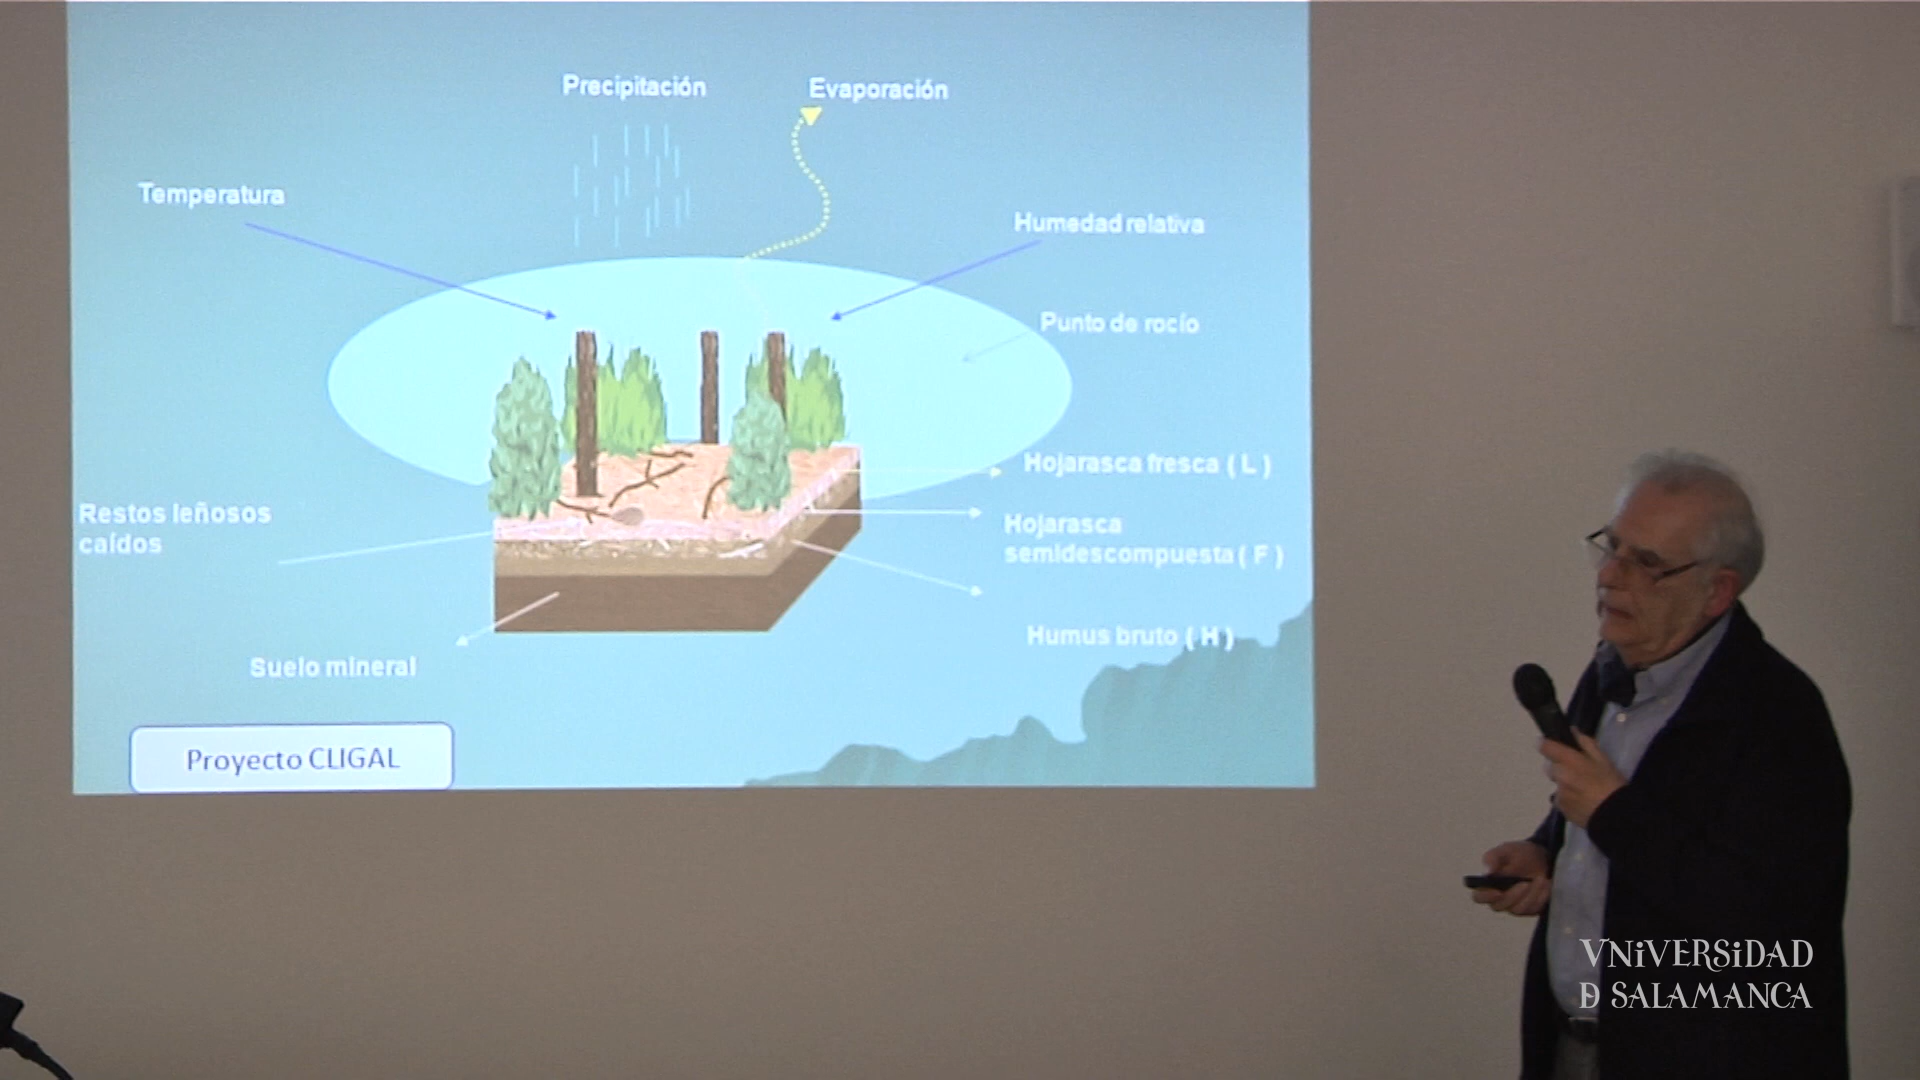 Precipitación
Evaporación
Temperatura
Humedad relativa
Punto de rocío
Hojarasca fresca ( L )
Restos leñosos
caídos
Hojarasca
semidescompuesta ( F )
Humus bruto ( H )
Suelo mineral
Proyecto CLIGAL
VNiVERSiDAD
D SALAMANCA